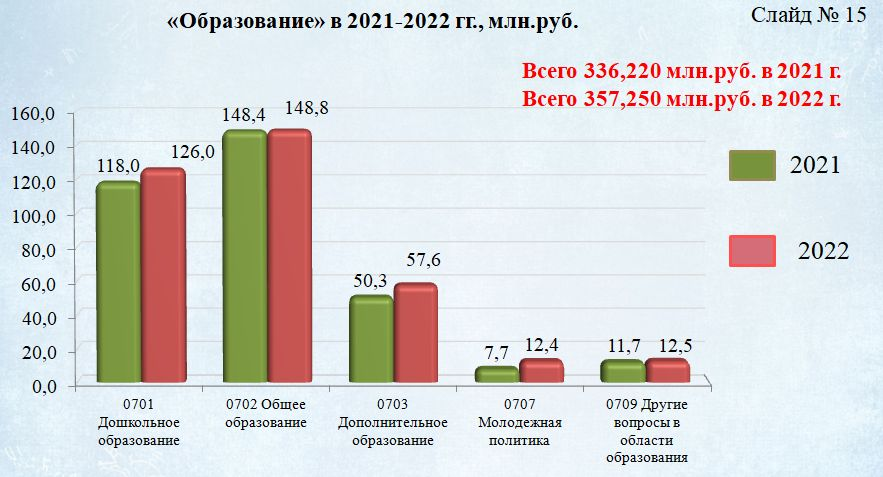 Слайд № 15
«Образование» в 2021-2022 гг., млн.руб.
Всего 336,220 млн.руб. в 2021 г.
Всего 357,250 млн.руб. в 2022 г.
160,0
140,0
120,0
100,0
80,0
60,0
40,0
20,0
0,0
118,0
126,0
148,4
148,8
50,3
57,6
7,7
12,4
11,7
12,5
2021
2022
0701
Дошкольное
образование
0702 Общее
образование
0703
Дополнительное
образование
0707
Молодежная
политика
0709 Другие
вопросы в
области
образования